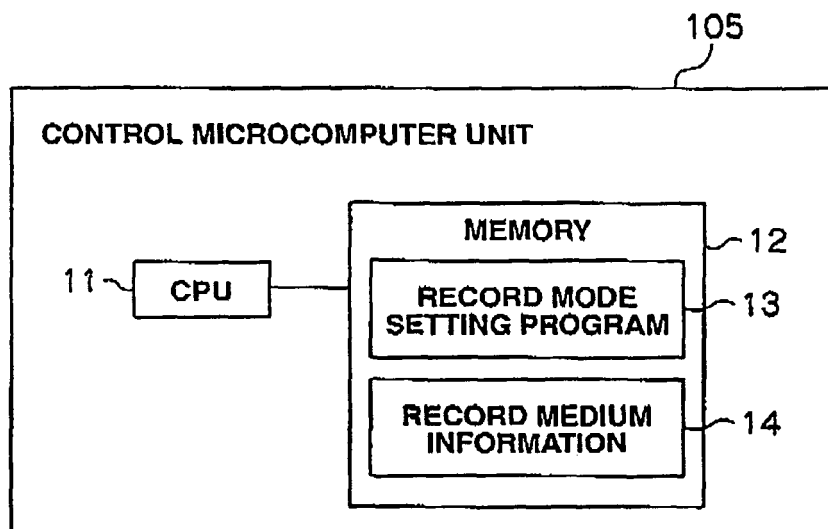 105
CONTROL MICROCOMPUTER UNIT
MEMORY
12
11
CPU
RECORD MODE
SETTING PROGRAM
13
RECORD MEDIUM
INFORMATION
14